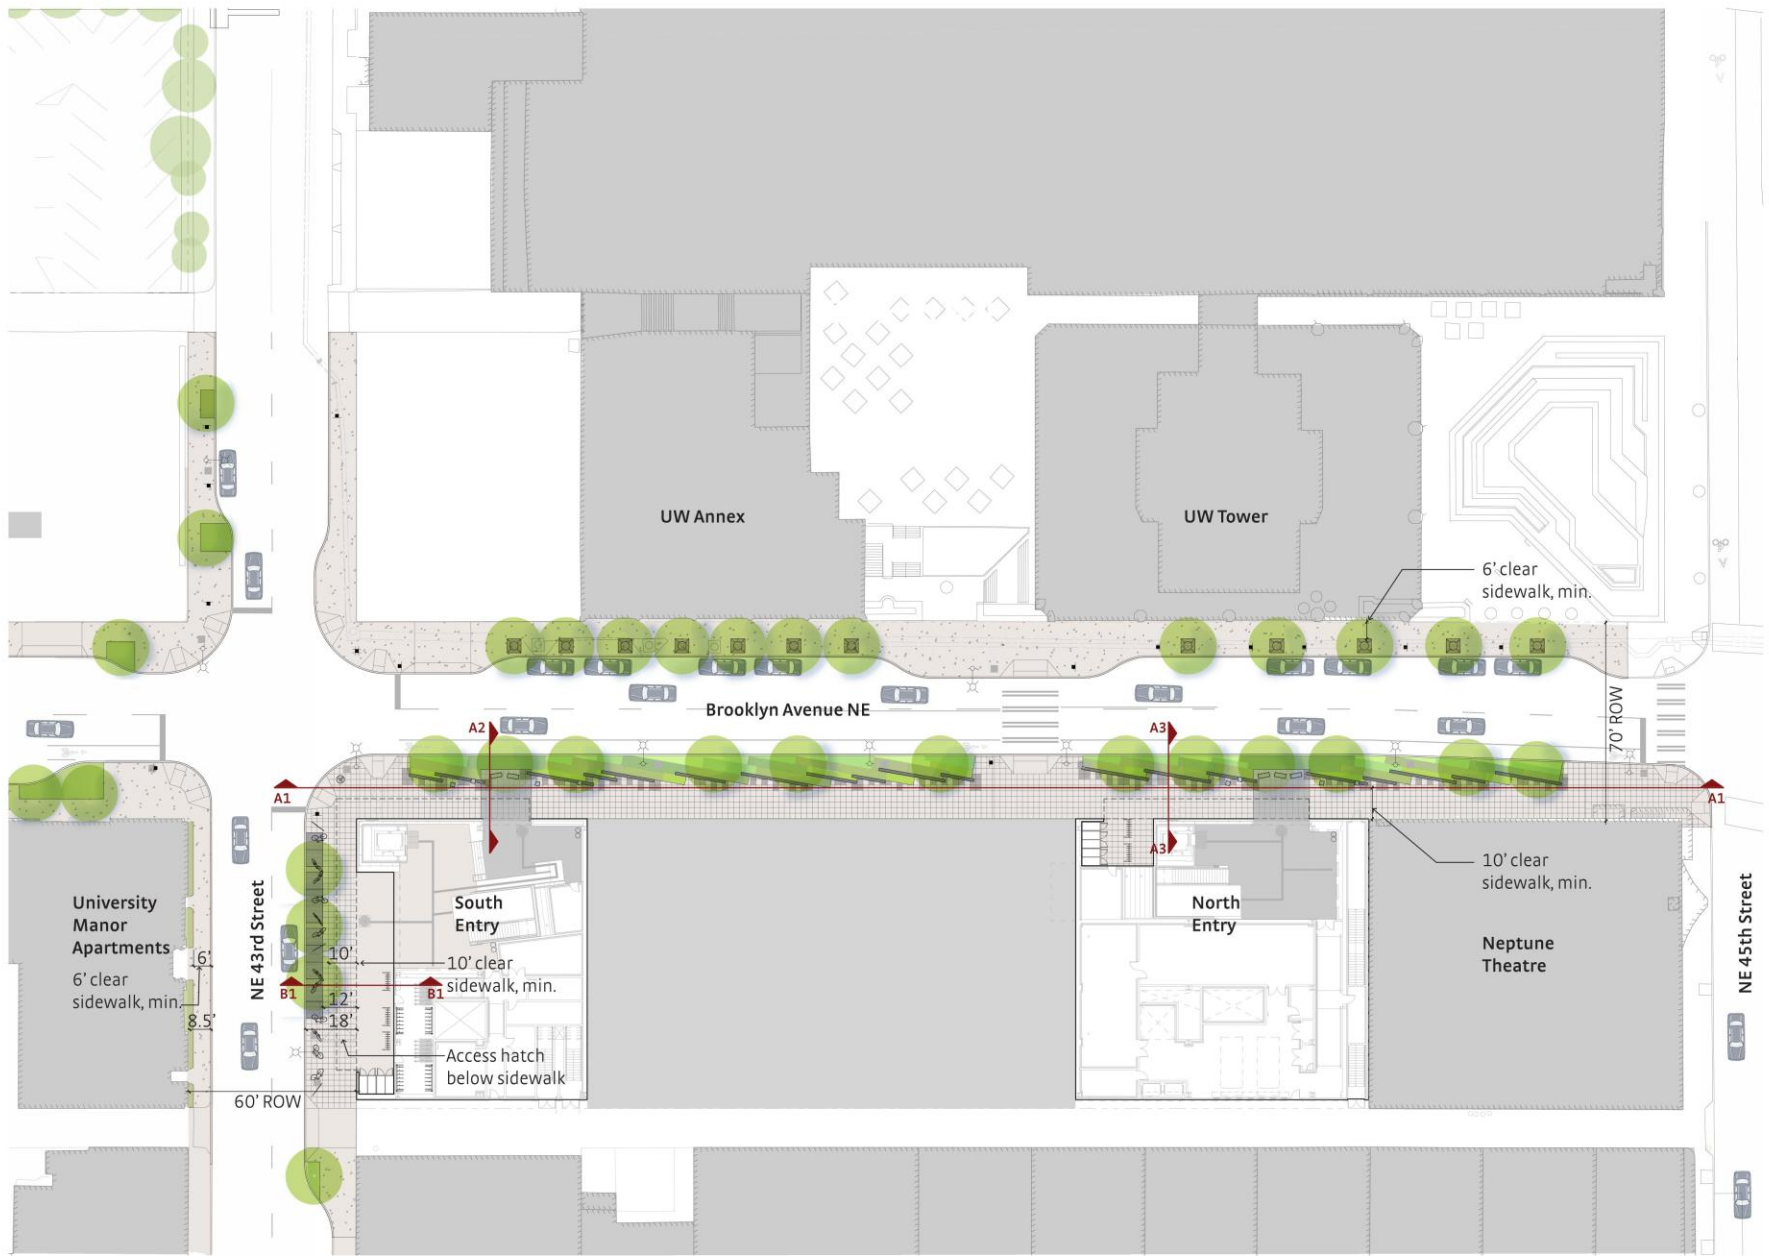 UW Annex
UW Tower
6' clear
sidewalk, min.
Brooklyn Avenue NE
70' ROW
A2
A3
A1
A1
A3
10' clear
sidewalk, min.
University
Manor
Apartments
6' clear
sidewalk, min.
6'
8.5'
NE 43rd Street
60' ROW
B1
B1
10'
12'
18'
South
Entry
10' clear
sidewalk, min.
Access hatch
below sidewalk
North
Entry
Neptune
Theatre
NE 45th Street